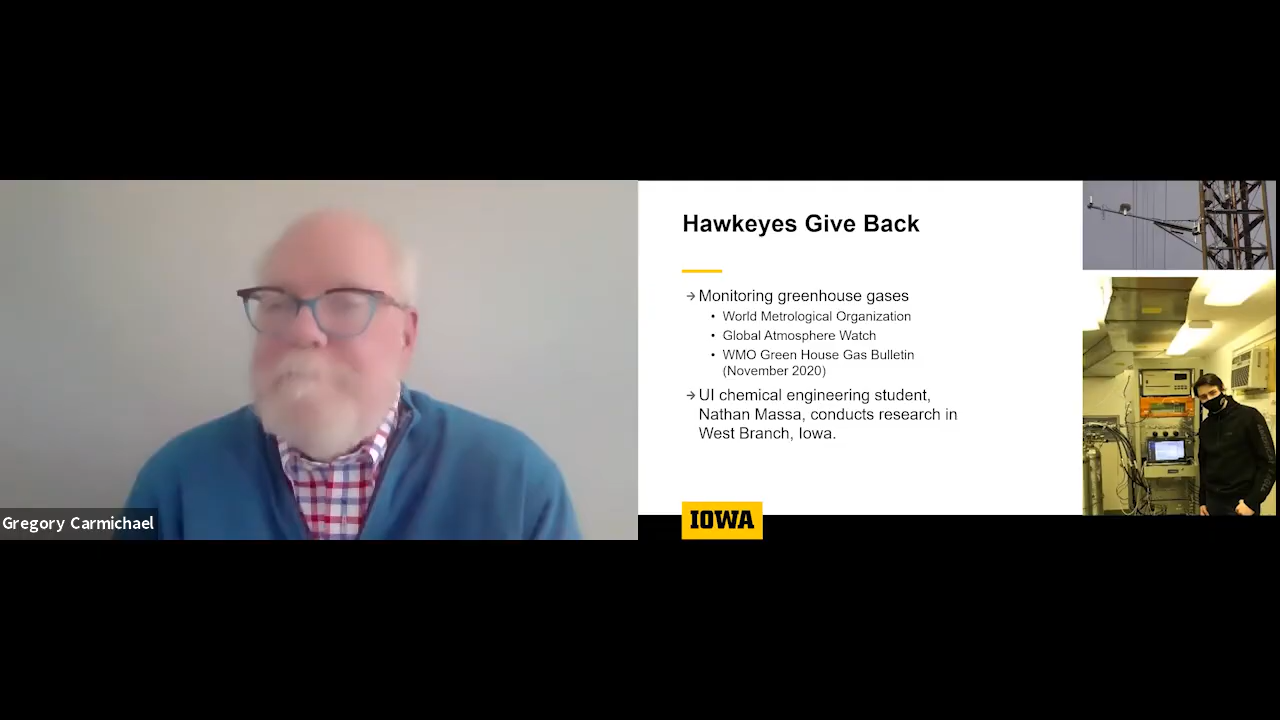 Hawkeyes Give Back
→ Monitoring greenhouse gases
• World Metrological Organization
• Global Atmosphere Watch
• WMO Green House Gas Bulletin
(November 2020)
→ UI chemical engineering student,
Nathan Massa, conducts research in
West Branch, Iowa.
IOWA
Gregory Carmichael